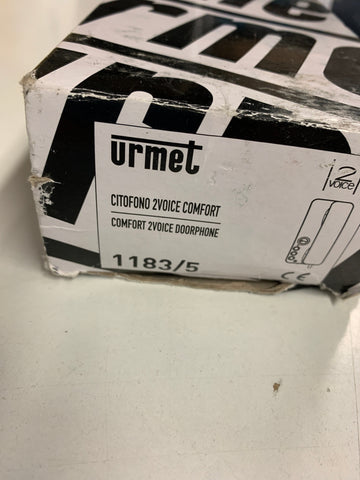 urmet
CITOFONO 2VOICE COMFORT
COMFORT 2VOICE DOORPHONE
1183/5
2
VOICE
CE